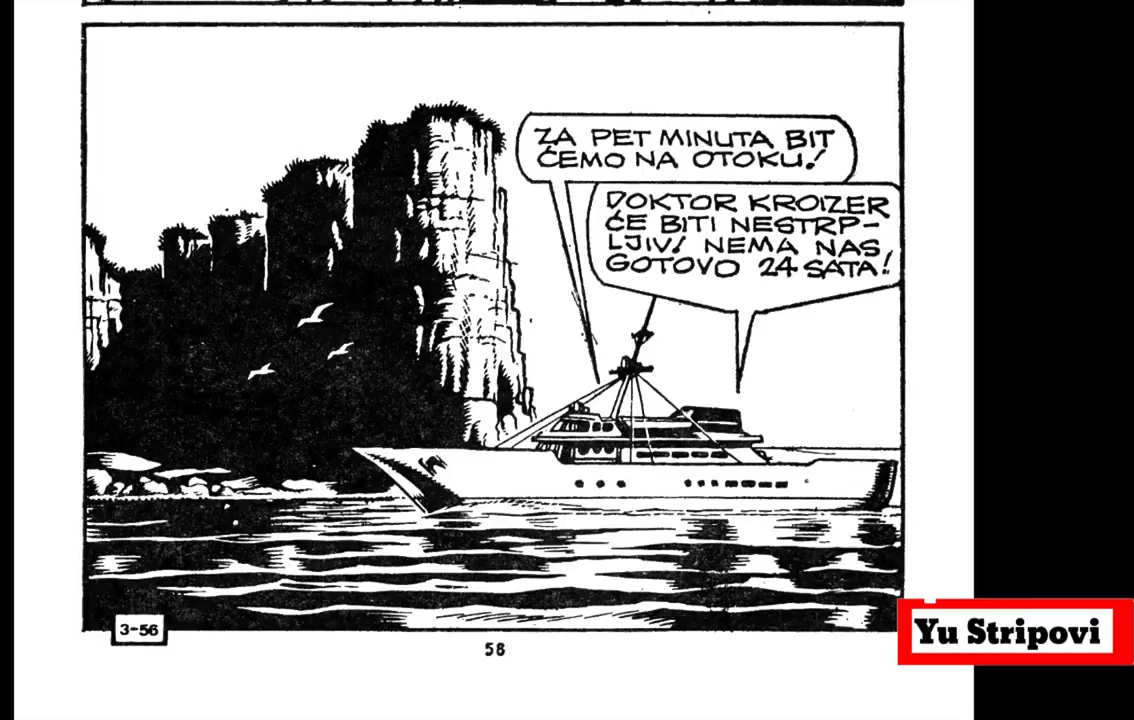 ZA PET MINUTA BIT
ĆEMO NA OTOKU!
DOKTOR KROIZER
ĆE BITI NESTRP-
LJIV! NEMA NAS
GOTOVO 24 SATA!
3-56
58
Yu Stripovi